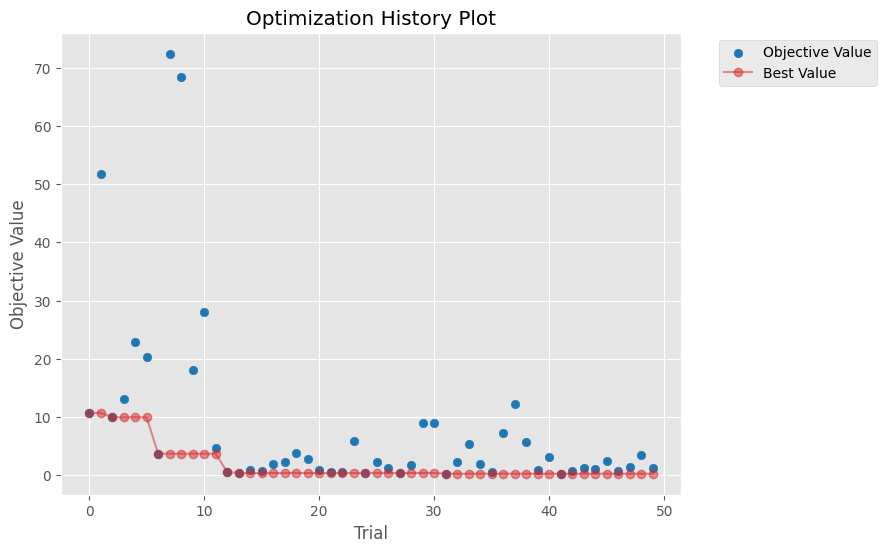 Optimization History Plot
Objective Value
Best Value
Objective Value
70
60
50
40
30
20
10
0
0 10 20 30 40 50
Trial